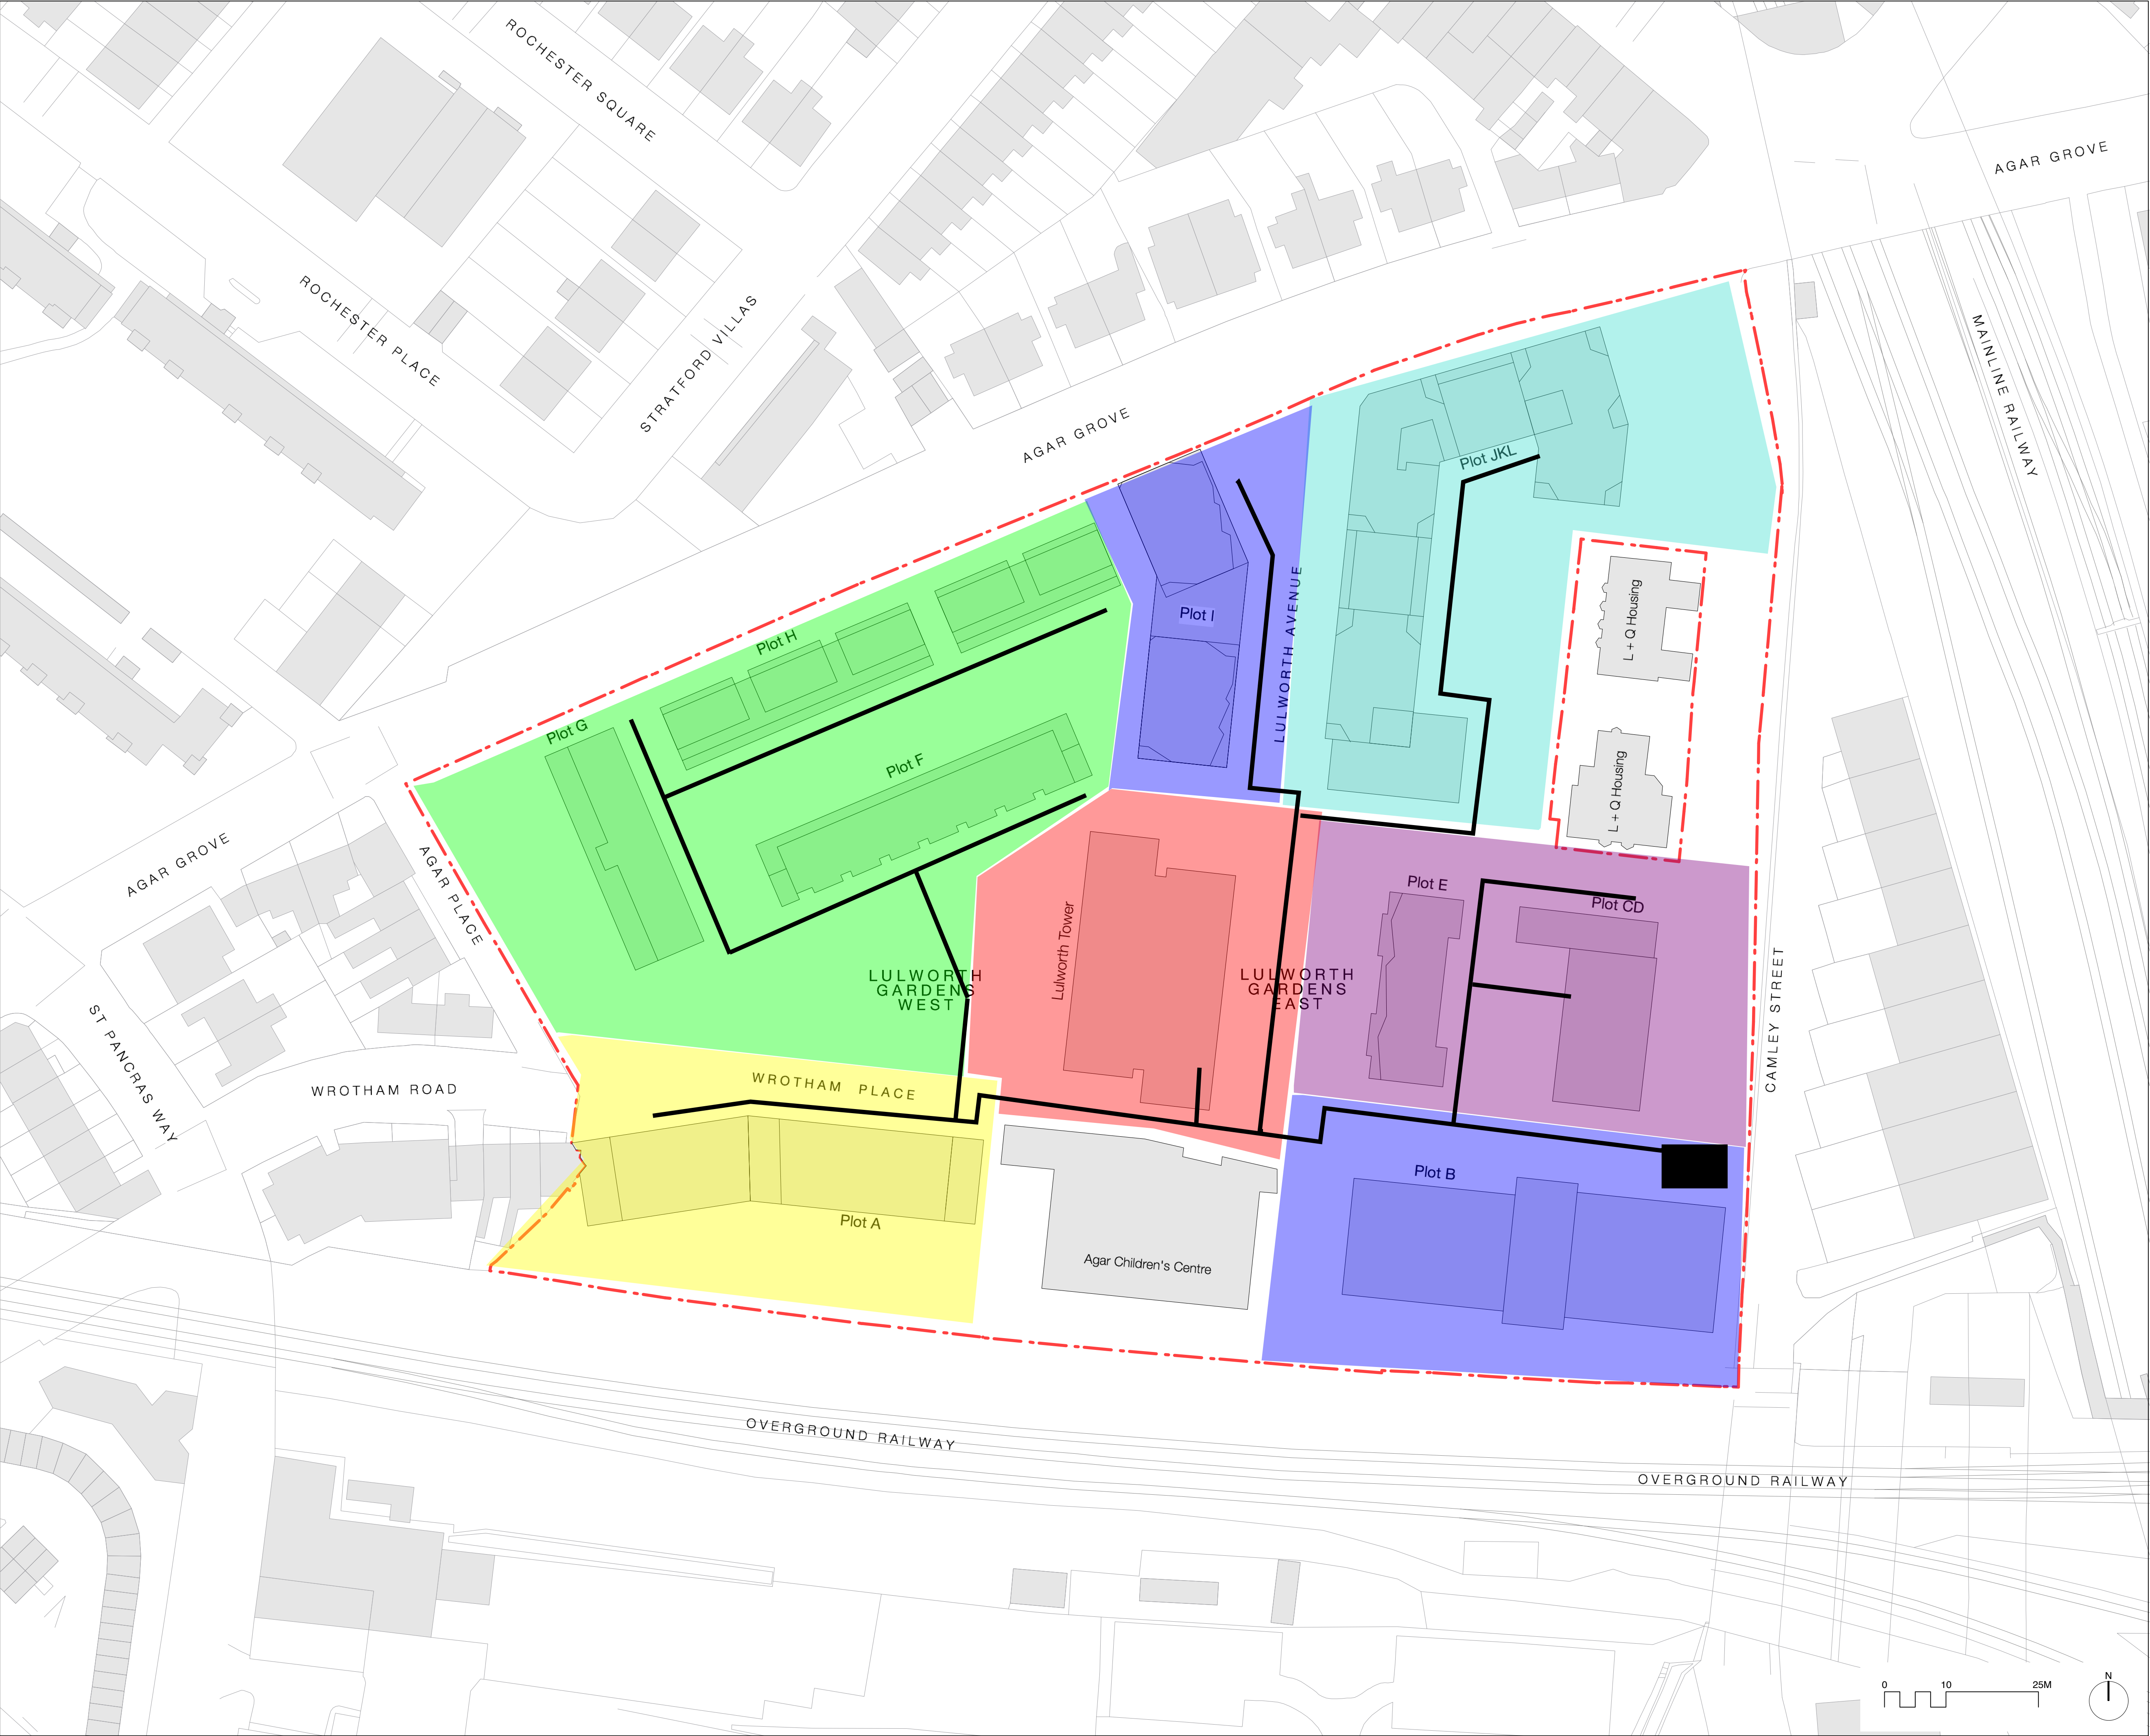 ROCHESTER SQUARE
AGAR GROVE
ROCHESTER PLACE
STRATFORD VILLAS
MAINLINE RAILWAY
AGAR GROVE
Plot JKL
Plot I
LULWORTH AVENUE
L + Q Housing
Plot H
Plot G
Plot F
L + Q Housing
AGAR GROVE
AGAR PLACE
Plot E
Plot CD
Lulworth Tower
LULWORTH
GARDENS
WEST
LULWORTH
GARDENS
EAST
CAMLEY STREET
ST PANCRAS WAY
WROTHAM ROAD
WROTHAM PLACE
Plot B
Plot A
Agar Children's Centre
OVERGROUND RAILWAY
OVERGROUND RAILWAY
0 10 25M
N